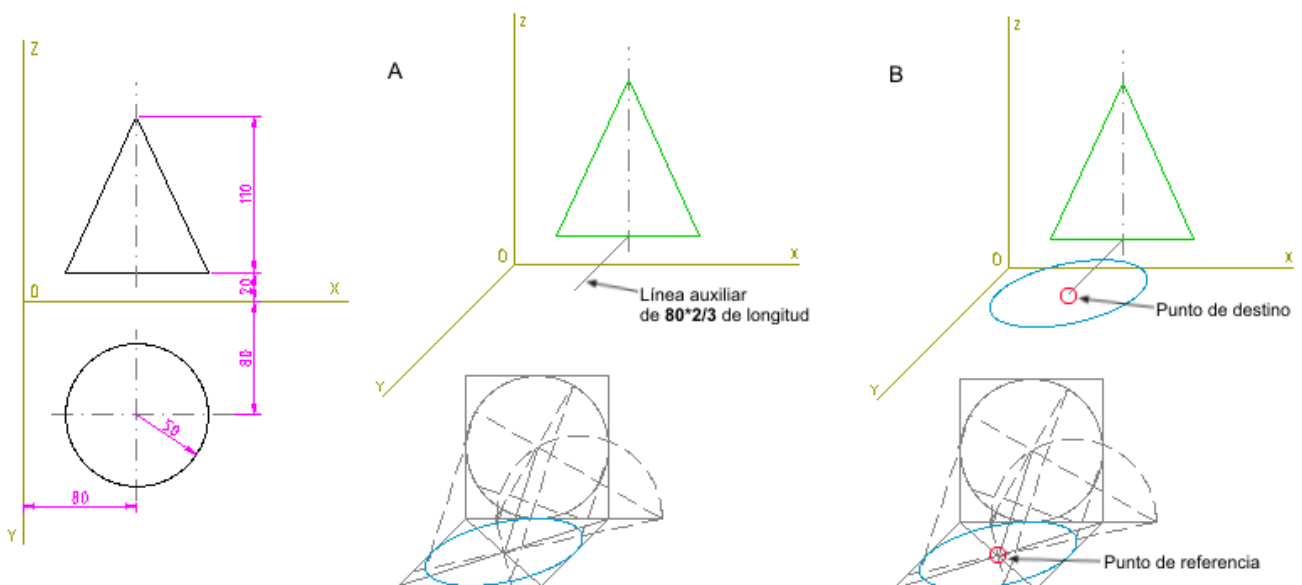 Z
110
20
O
X
80
50
80
Y
A
z
O
X
Línea auxiliar
de 80*2/3 de longitud
Y
B
z
O
X
Punto de destino
Y
Punto de referencia